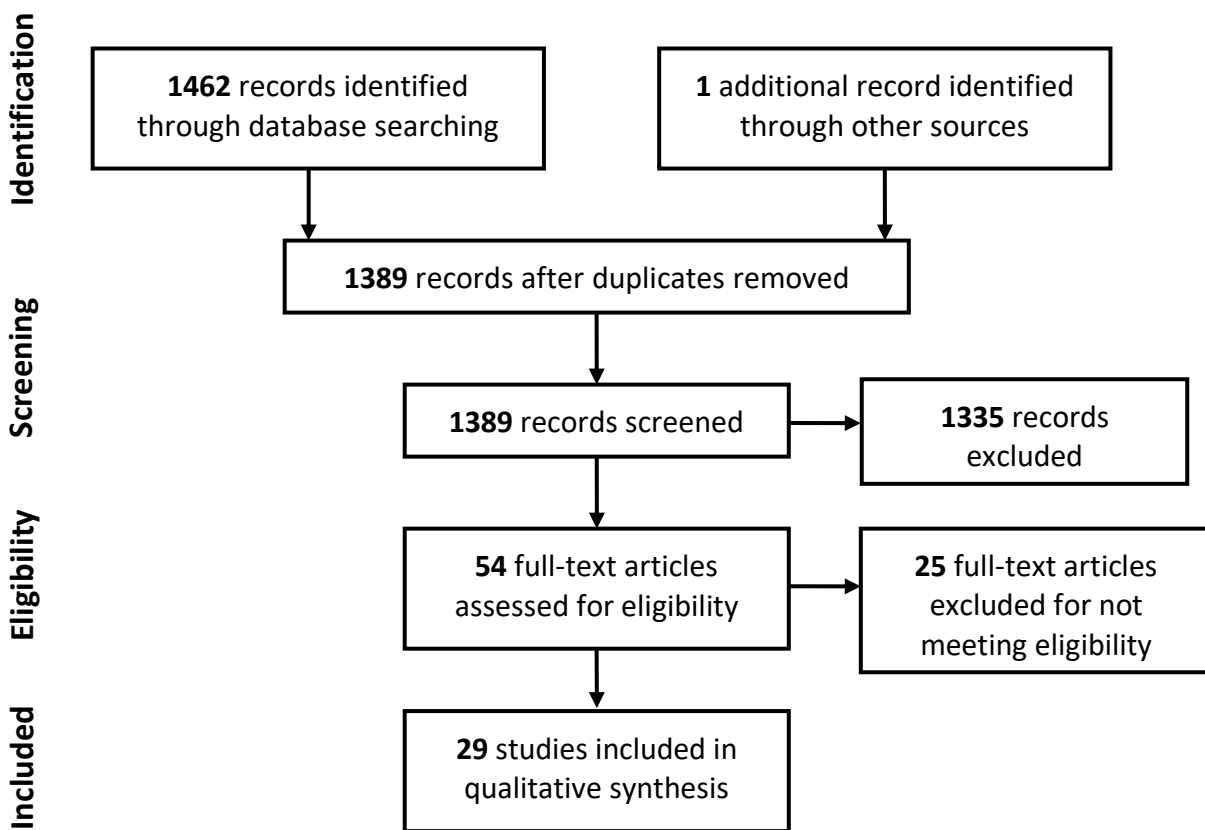 Identification
1462 records identified
through database searching
1 additional record identified
through other sources
1389 records after duplicates removed
Screening
1389 records screened
1335 records
excluded
Eligibility
54 full-text articles
assessed for eligibility
25 full-text articles
excluded for not
meeting eligibility
Included
29 studies included in
qualitative synthesis